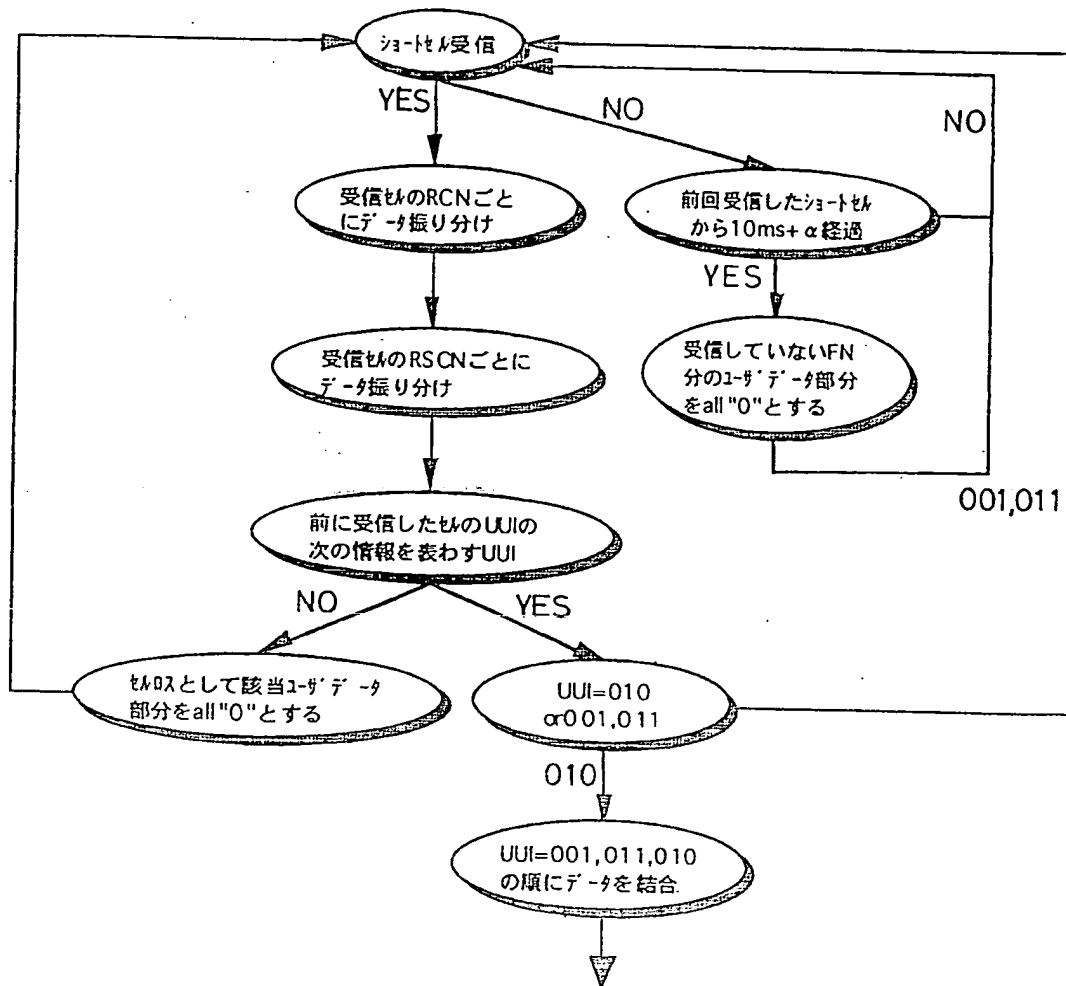 ショートセル受信
YES
NO
NO
受信セルのRCNごと
にデータ振り分け
前回受信したショートセル
から10ms+α経過
YES
受信セルのRSCNごとに
データ振り分け
受信していないFN
分のユーザデータ部分
をall "0"とする
001,011
前に受信したセルのUUIの
次の情報を表わすUUI
NO
YES
セルロスとして該当ユーザデータ
部分をall "0"とする
UUI=010
or001,011
010
UUI=001,011,010
の順にデータを結合